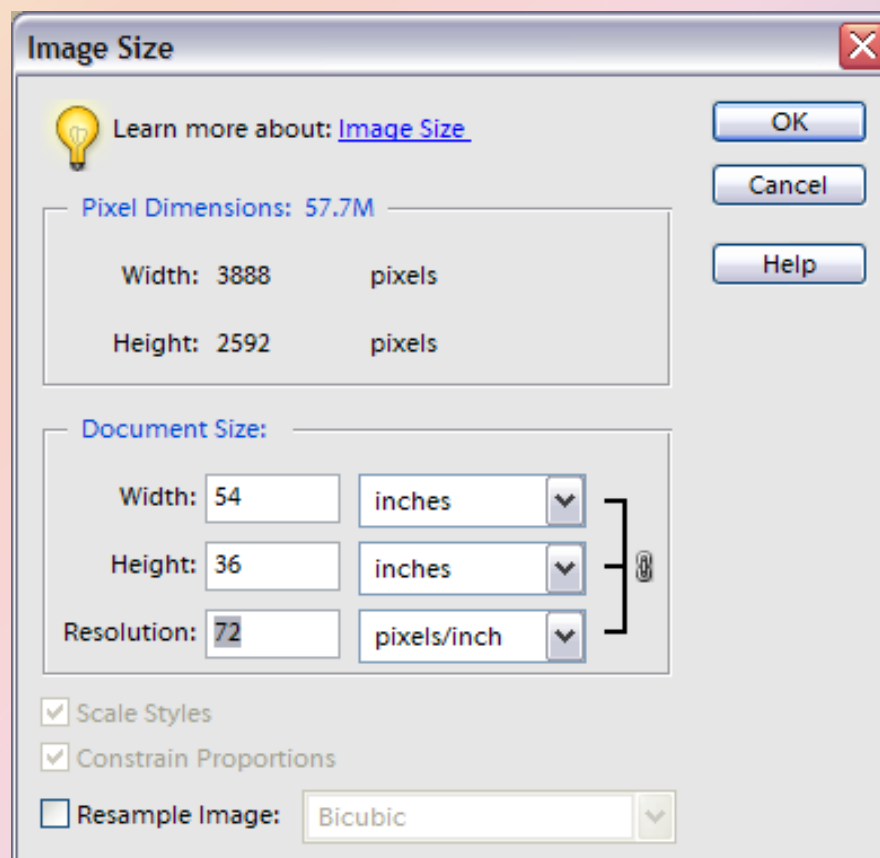 Image Size
Learn more about: Image Size
OK
Cancel
Help
Pixel Dimensions: 57.7M
Width: 3888 pixels
Height: 2592 pixels
Document Size:
Width: 54 inches
Height: 36 inches
Resolution: 72 pixels/inch
Scale Styles
Constrain Proportions
Resample Image: Bicubic